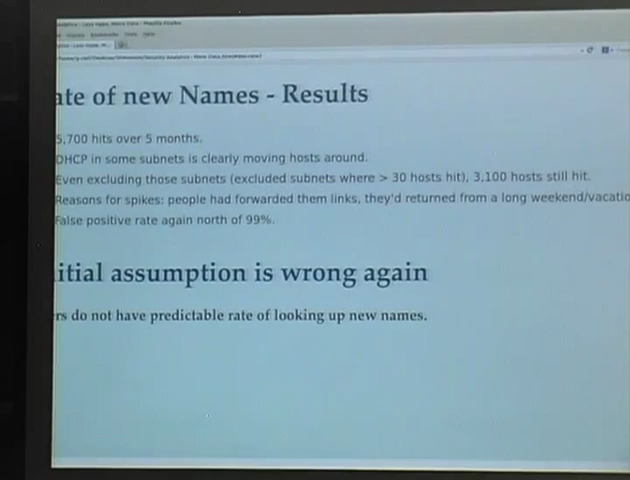 ate of new Names - Results
5,700 hits over 5 months.
DHCP in some subnets is clearly moving hosts around.
Even excluding those subnets (excluded subnets where > 30 hosts hit), 3,100 hosts still hit.
Reasons for spikes: people had forwarded them links, they'd returned from a long weekend/vacatio
False positive rate again north of 99%.
itial assumption is wrong again
rs do not have predictable rate of looking up new names.